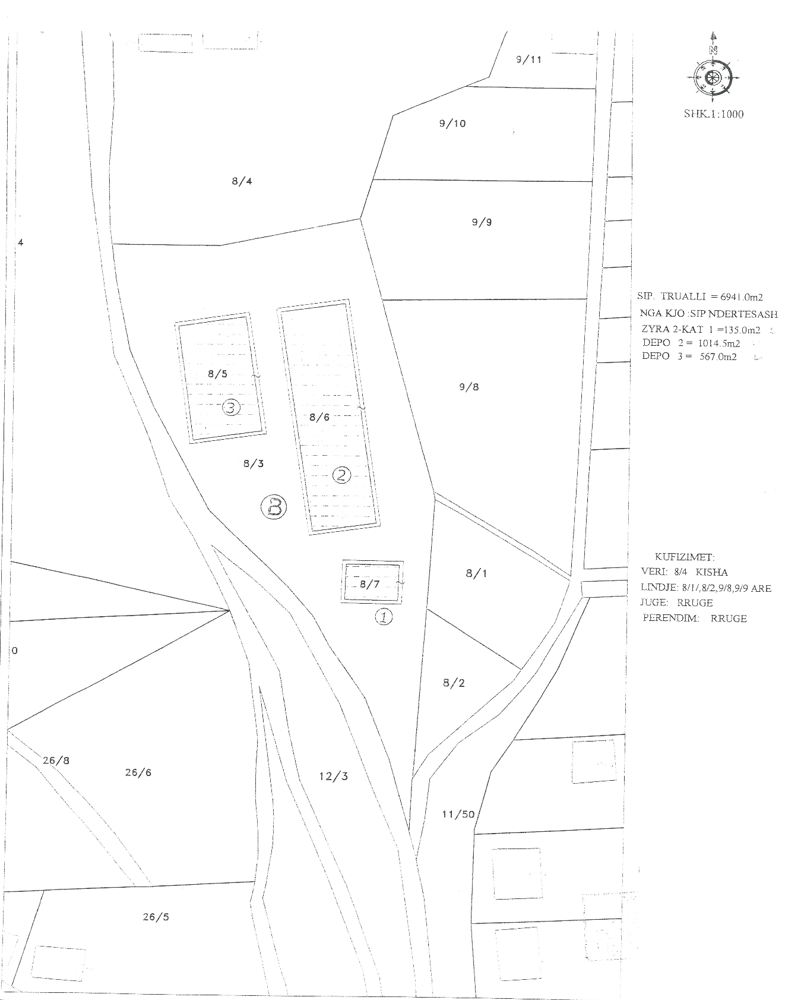 N
SHK.1:1000
9/11
9/10
8/4
9/9
4
SIP. TRUALLI = 6941.0m2
NGA KJO :SIP NDERTESASH
ZYRA 2-KAT 1 =135.0m2
DEPO 2 = 1014.5m2
DEPO 3 = 567.0m2
8/5
3
9/8
8/6
8/3
2
B
KUFIZIMET:
VERI: 8/4 KISHA
LINDJE: 8/1/,8/2,9/8,9/9 ARE
JUGE: RRUGE
PERENDIM: RRUGE
8/1
8/7
1
0
8/2
26/8
26/6
12/3
11/50
26/5